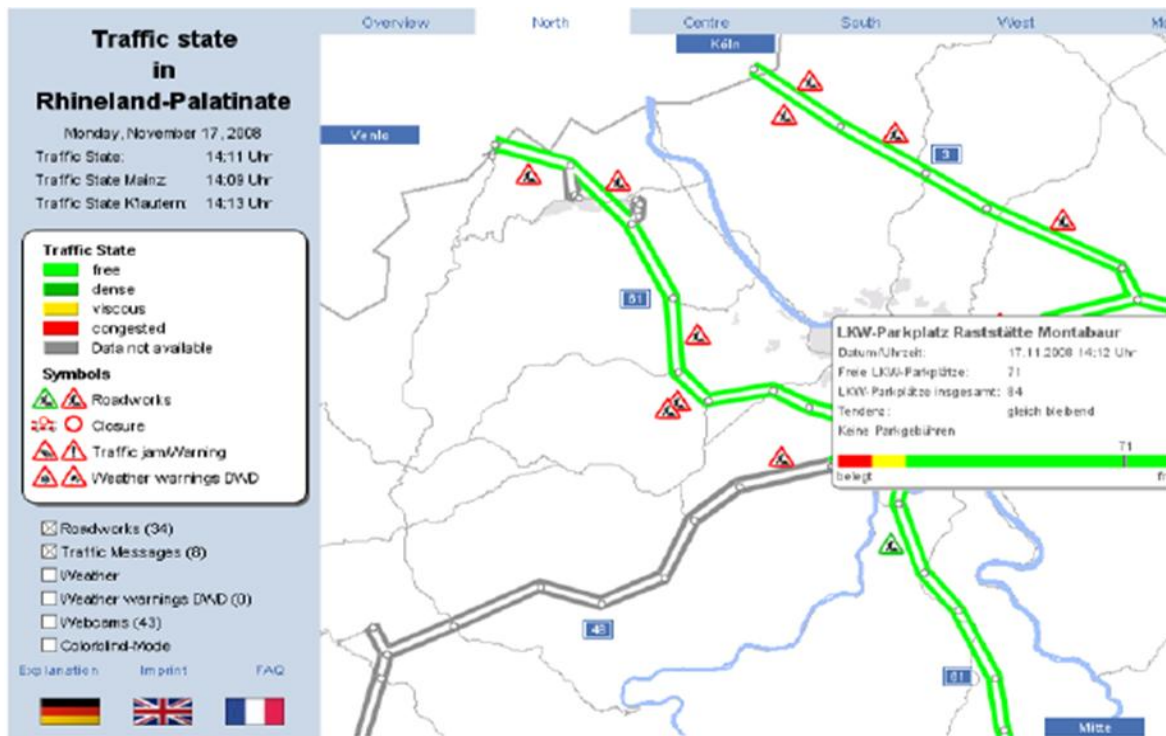 Traffic state
in
Rhineland-Palatinate
Monday, November 17, 2008
Traffic State: 14:11 Uhr
Traffic State Mainz: 14:09 Uhr
Traffic State K'lautern: 14:13 Uhr
Traffic State
free
dense
viscous
congested
Data not available
Symbols
Roadworks
Closure
Traffic jam/Warning
Weather warnings DWD
Roadworks (34)
Traffic Messages (8)
Weather
Weather warnings DWD (0)
Webcams (43)
Colorblind-Mode
Explanation Imprint FAQ
Overview North Centre South West
Köln
Venlo
3
61
LKW-Parkplatz Raststätte Montabaur
Datum/Uhrzeit: 17.11.2008 14:12 Uhr
Freie LKW-Parkplätze: 71
LKW-Parkplätze insgesamt: 84
Tendenz: gleich bleibend
Keine Parkgebühren
71
belegt
48
61
Mitte